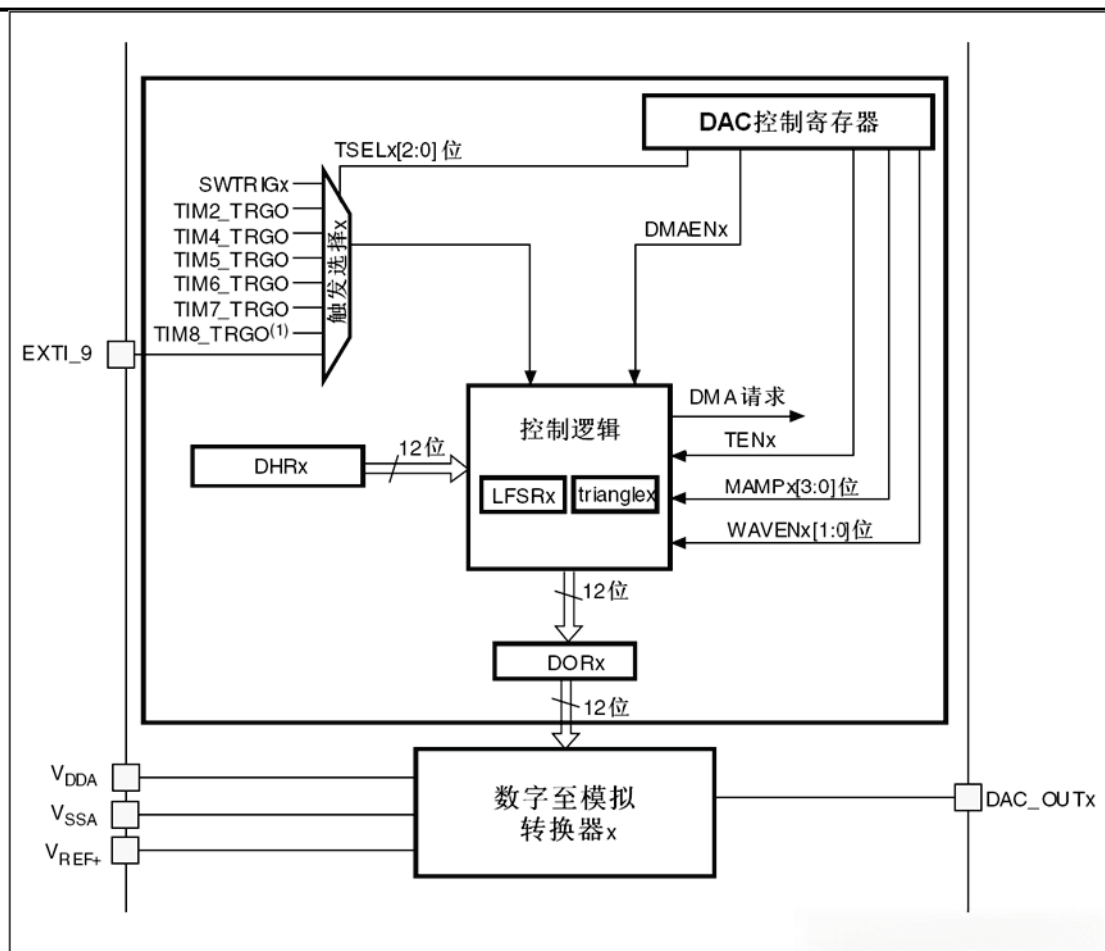 DAC控制寄存器
TSELx[2:0] 位
SWTRIGx
TIM2_TRGO
TIM4_TRGO
TIM5_TRGO
TIM6_TRGO
TIM7_TRGO
TIM8_TRGO(1)
触发选择x
DMAENx
EXTI_9
DMA请求
控制逻辑
TENx
12位
DHRx
LFSRx
trianglex
MAMPx[3:0] 位
WAVENx[1:0] 位
12位
DORx
12位
VDDA
VSSA
VREF+
数字至模拟
转换器x
DAC_OUTx